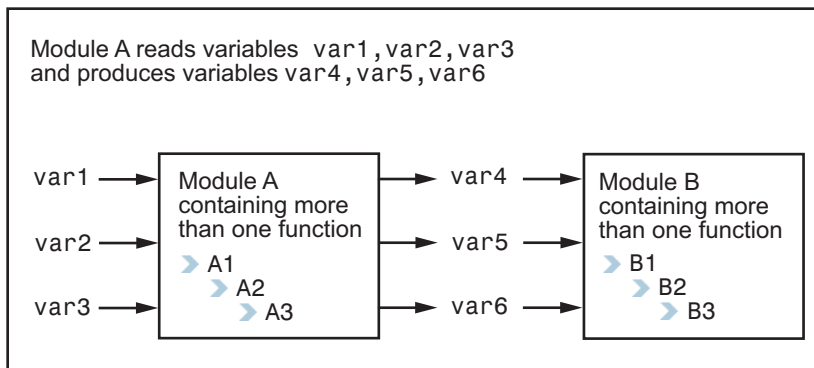 Module A reads variables var1,var2,var3
and produces variables var4,var5,var6
var1
var2
var3
Module A
containing more
than one function
A1
A2
A3
var4
var5
var6
Module B
containing more
than one function
B1
B2
B3